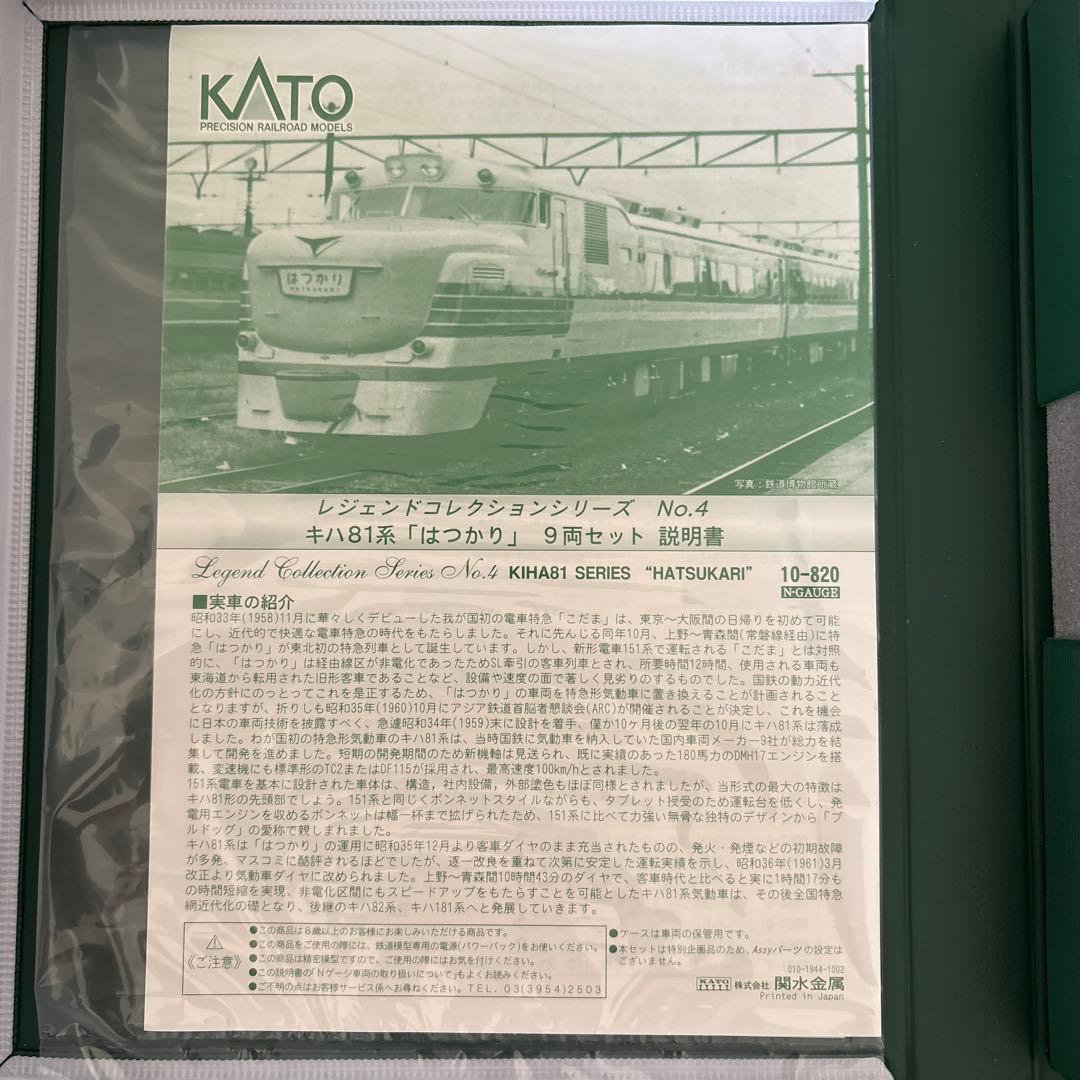 KATO
PRECISION RAILROAD MODELS
はつかり
HATSUKARI
写真：鉄道博物館所蔵
レジェンドコレクションシリーズ No.4
キハ81系「はつかり」 9両セット 説明書
Legend Collection Series No.4 KIHA81 SERIES “HATSUKARI” 10-820
N-GAUGE
■実車の紹介
昭和33年(1958)11月に華々しくデビューした我が国初の電車特急「こだま」は、東京～大阪間の日帰りを初めて可能
にし、近代的で快適な電車特急の時代をもたらしました。それに先んじる同年10月、上野～青森間(常磐線経由)に特
急「はつかり」が東北初の特急列車として誕生しています。しかし、新形電車151系で運転される「こだま」とは対照
的に、「はつかり」は経由線区が非電化であったためSL牽引の客車列車とされ、所要時間12時間、使用される車両も
東海道から転用された旧形客車であることなど、設備や速度の面で著しく見劣りのするものでした。国鉄の動力近代
化の方針にのっとってこれを是正するため、「はつかり」の車両を特急形気動車に置き換えることが計画されること
となりますが、折りしも昭和35年(1960)10月にアジア鉄道首脳者懇談会(ARC)が開催されることが決定し、これを機会
に日本の車両技術を披露すべく、急遽昭和34年(1959)末に設計を着手、僅か10ヶ月後の翌年の10月にキハ81系は落成
しました。わが国初の特急形気動車のキハ81系は、当時国鉄に気動車を納入していた国内車両メーカー9社が総力を結
集して開発を進めました。短期の開発期間のため新機軸は見送られ、既に実績のあった180馬力のDMH17エンジンを搭
載、変速機にも標準形のTC2またはDF115が採用され、最高速度100km/hとされました。
151系電車を基本に設計された車体は、構造，社内設備，外部塗色もほぼ同様とされましたが、当形式の最大の特徴は
キハ81形の先頭部でしょう。151系と同じくボンネットスタイルながらも、タブレット授受のため運転台を低くし、発
電用エンジンを収めるボンネットは幅一杯まで拡げられたため、151系に比べて力強い無骨な独特のデザインから「ブ
ルドッグ」の愛称で親しまれました。
キハ81系は「はつかり」の運用に昭和35年12月より客車ダイヤのまま充当されたものの、発火・発煙などの初期故障
が多発、マスコミに酷評されるほどでしたが、逐一改良を重ねて次第に安定した運転実績を示し、昭和36年(1961)3月
改正より気動車ダイヤに改められました。上野～青森間10時間43分のダイヤで、客車時代と比べると実に1時間17分も
の時間短縮を実現、非電化区間にもスピードアップをもたらすことを可能としたキハ81系気動車は、その後全国特急
網近代化の礎となり、後継のキハ82系、キハ181系へと発展していきます。
⚠
《ご注意》
●この商品は8歳以上のお客様にお楽しみいただける商品です。
●この商品をご使用の際には、鉄道模型専用の電源(パワーパック)をお使いください。
●この商品は精密模型ですので、ご使用の際にはお気を付けください。
●この説明書の「Nゲージ車両の取り扱いについて」もよくお読みください。
●ご不明の点はお客様サービス係へお尋ねください。TEL. 03(3954)2503
●ケースは車両の保管用です。
●本セットは特別企画品のため、Assyパーツの設定は
ございません。
010-1944-1002
KATO 株式会社 関水金属
Printed in Japan